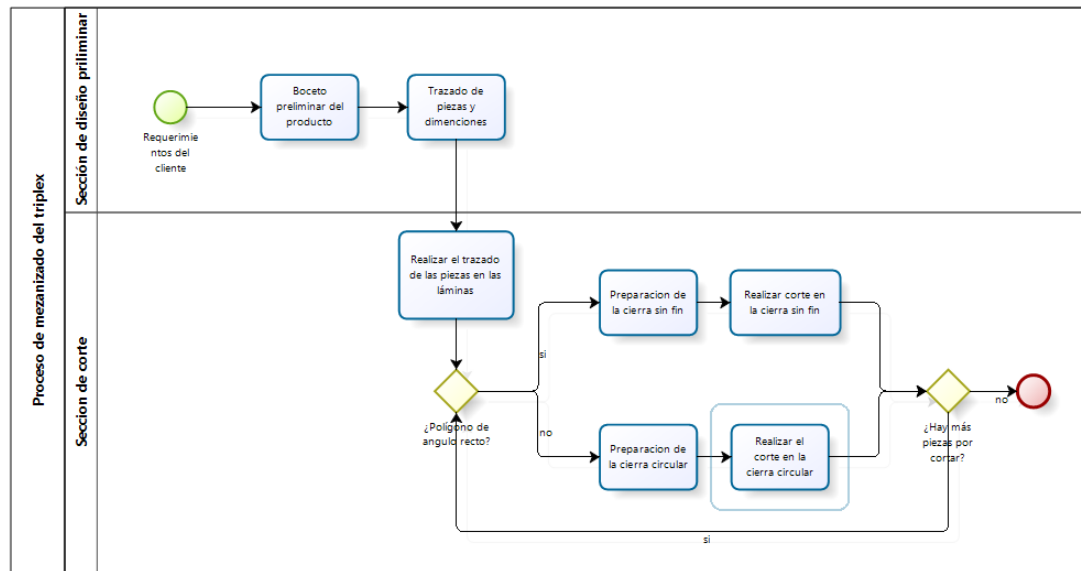 Proceso de mezanizado del triplex
Sección de diseño priliminar
Requerimie
ntos del
cliente
Boceto
preliminar del
producto
Trazado de
piezas y
dimenciones
Seccion de corte
Realizar el trazado
de las piezas en las
láminas
¿Polígono de
angulo recto?
si
Preparacion de
la cierra sin fin
Realizar corte en
la cierra sin fin
no
Preparacion de
la cierra circular
Realizar el
corte en la
cierra circular
¿Hay más
piezas por
cortar?
no
si